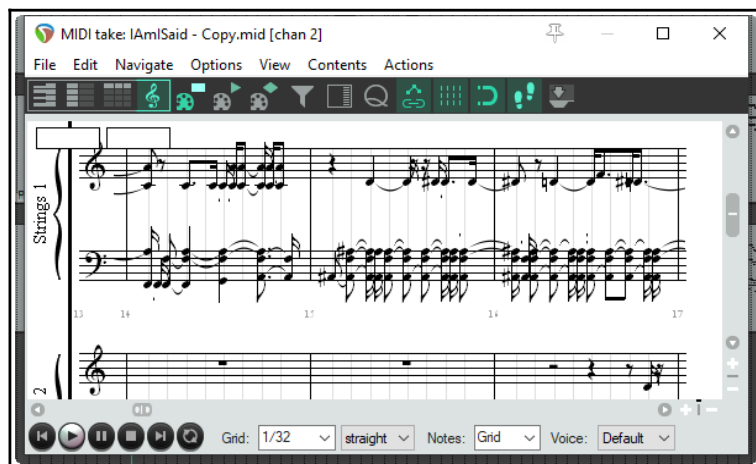 MIDI take: IAmISaid - Copy.mid [chan 2]
File Edit Navigate Options View Contents Actions
Strings 1
13 14 15 16 17
2
Grid: 1/32 straight Notes: Grid Voice: Default